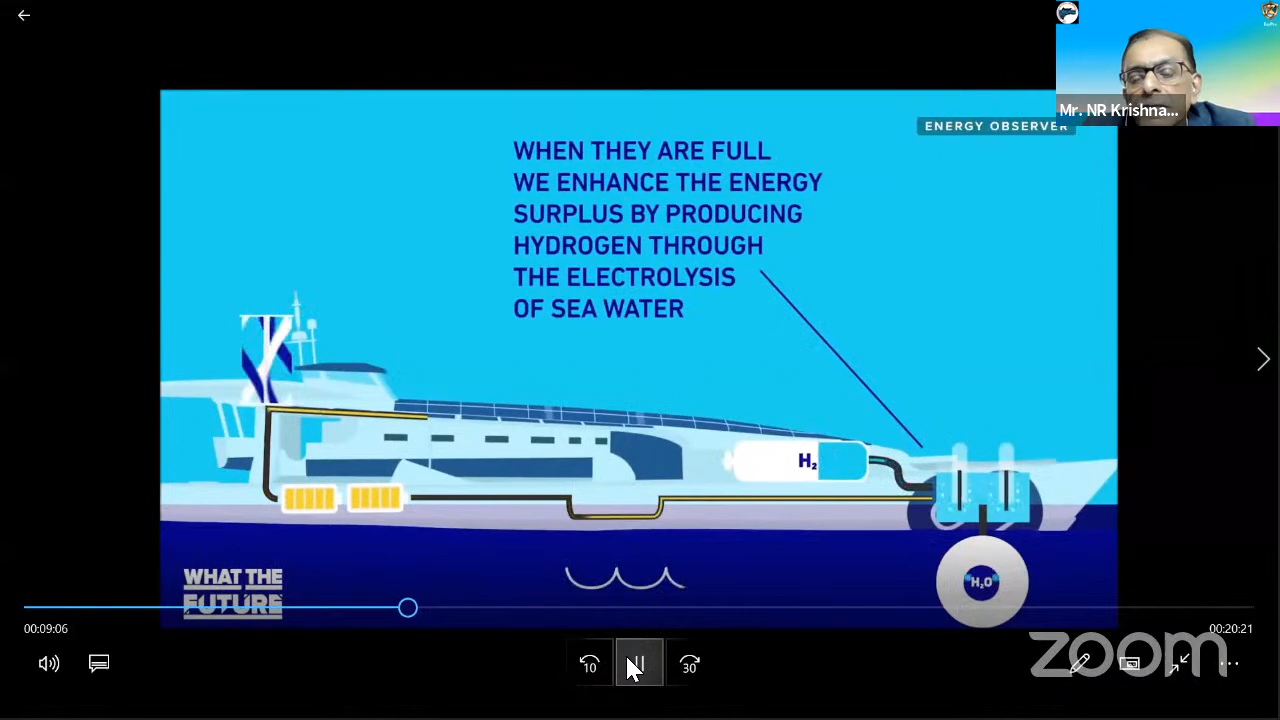 Mr. NR Krishna...
ENERGY OBSERVER
WHEN THEY ARE FULL
WE ENHANCE THE ENERGY
SURPLUS BY PRODUCING
HYDROGEN THROUGH
THE ELECTROLYSIS
OF SEA WATER
H₂
H₂O
WHAT THE
FUTURE
00:09:06
00:20:21
10
30
zoom